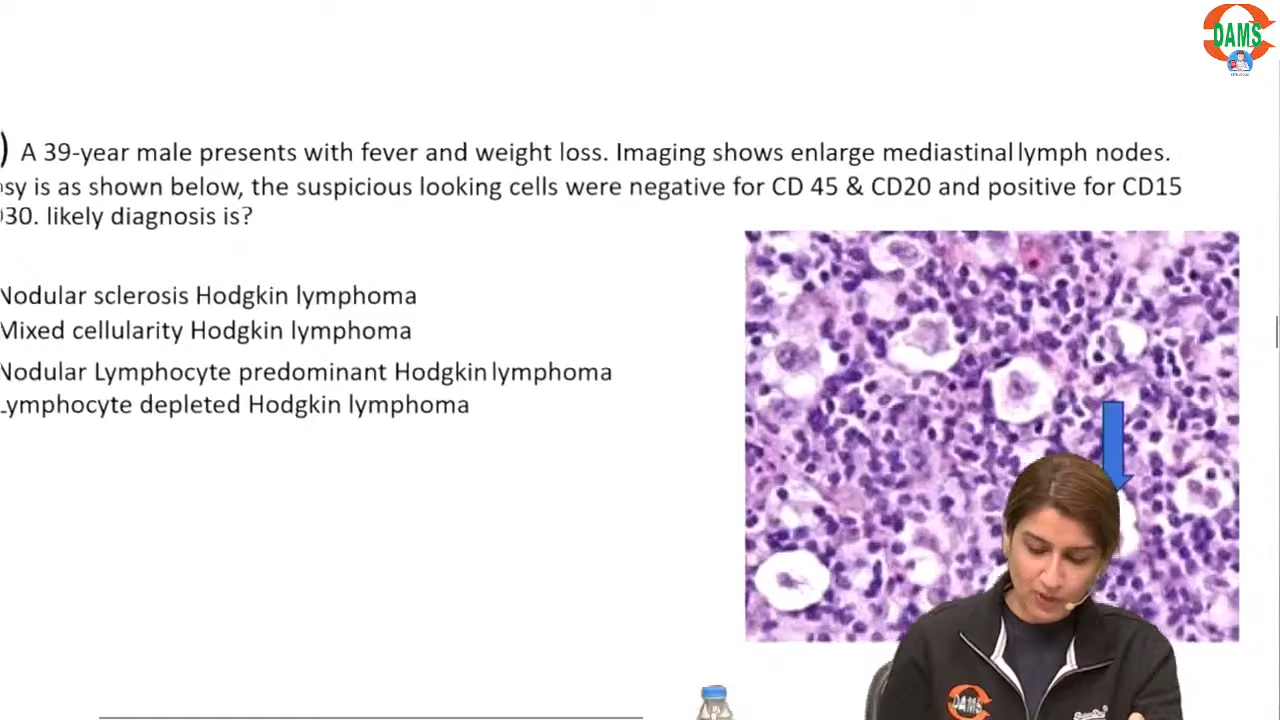 DAMS
) A 39-year male presents with fever and weight loss. Imaging shows enlarge mediastinal lymph nodes.
sy is as shown below, the suspicious looking cells were negative for CD 45 & CD20 and positive for CD15
30. likely diagnosis is?
Nodular sclerosis Hodgkin lymphoma
Mixed cellularity Hodgkin lymphoma
Nodular Lymphocyte predominant Hodgkin lymphoma
Lymphocyte depleted Hodgkin lymphoma
DAMS